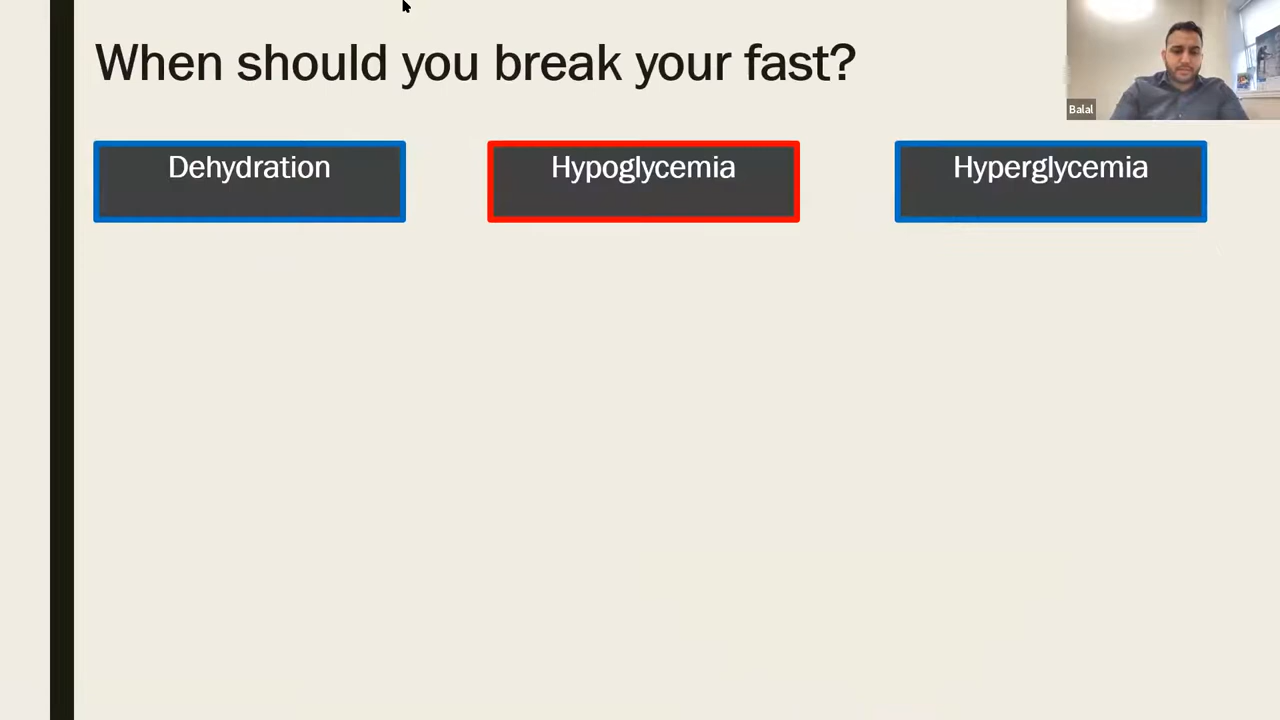 When should you break your fast?
Balal
Dehydration
Hypoglycemia
Hyperglycemia